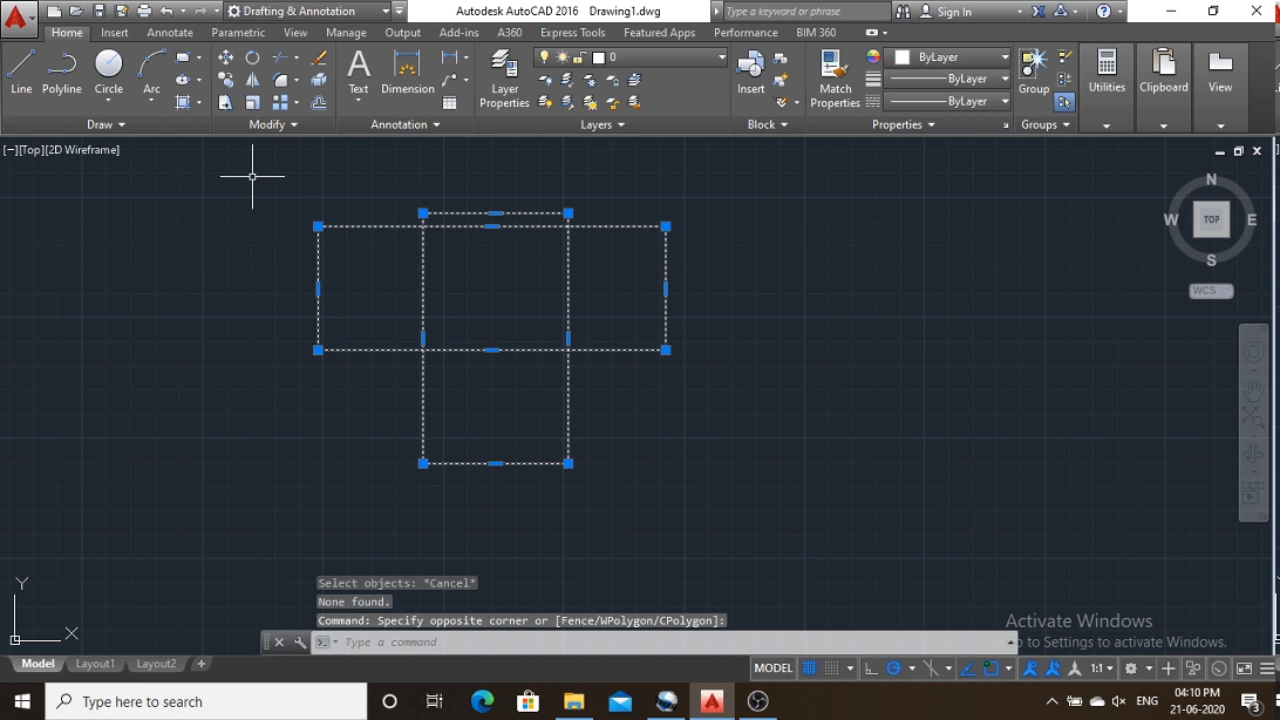 Drafting & Annotation
Autodesk AutoCAD 2016 Drawing1.dwg
Type a keyword or phrase
Sign In
Home Insert Annotate Parametric View Manage Output Add-ins A360 Express Tools Featured Apps Performance BIM 360
0
ByLayer
ByLayer
ByLayer
Line Polyline Circle Arc Text Dimension Layer Properties Insert Match Properties Group Utilities Clipboard View
Draw Modify Annotation Layers Block Properties Groups
[−][Top][2D Wireframe]
N
W TOP E
S
WCS
Y
X
Select objects: "Cancel"
None found.
Command: Specify opposite corner or [Fence/WPolygon/CPolygon]:
Type a command
Activate Windows
o to Settings to activate Windows.
Model Layout1 Layout2 +
MODEL 1:1
Type here to search
ENG
04:10 PM
21-06-2020
3